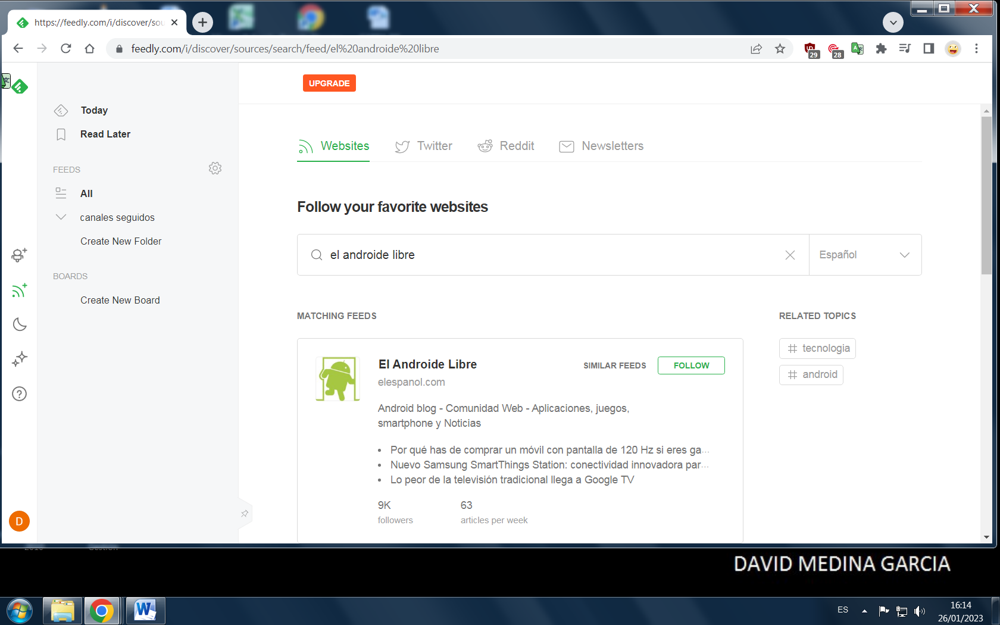 https://feedly.com/i/discover/sou
feedly.com/i/discover/sources/search/feed/el%20androide%20libre
29
28
UPGRADE
Today
Read Later
FEEDS
All
canales seguidos
Create New Folder
BOARDS
Create New Board
D
Websites
Twitter
Reddit
Newsletters
Follow your favorite websites
el androide libre
Español
MATCHING FEEDS
RELATED TOPICS
El Androide Libre
SIMILAR FEEDS
FOLLOW
elespanol.com
Android blog - Comunidad Web - Aplicaciones, juegos,
smartphone y Noticias
• Por qué has de comprar un móvil con pantalla de 120 Hz si eres ga...
• Nuevo Samsung SmartThings Station: conectividad innovadora par...
• Lo peor de la televisión tradicional llega a Google TV
9K
followers
63
articles per week
# tecnologia
# android
DAVID MEDINA GARCIA
ES
16:14
26/01/2023